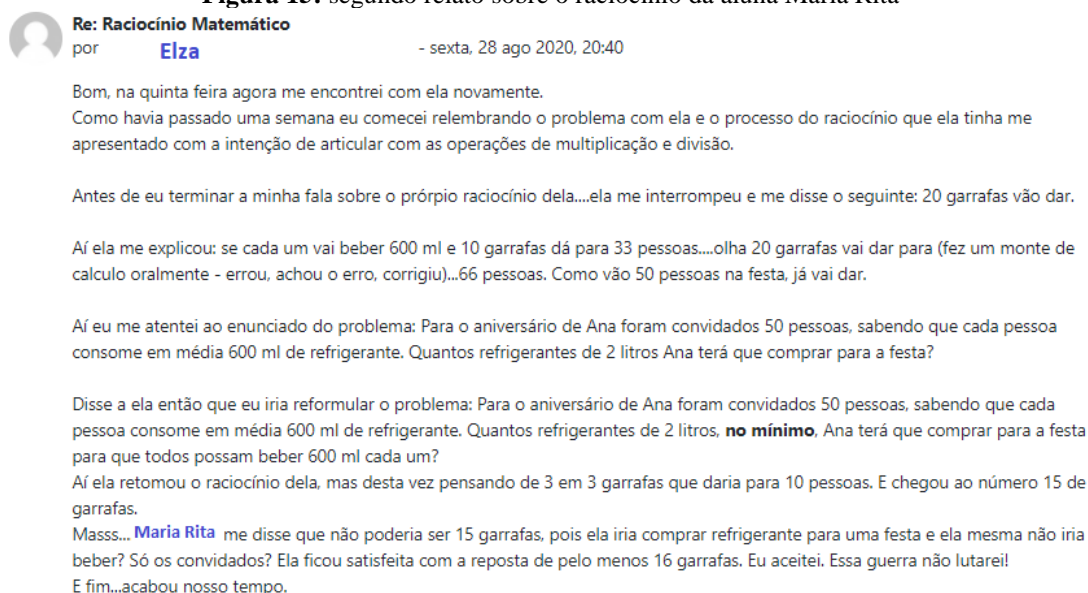 Figura 15: segundo relato sobre o raciocínio da aluna Maria Rita
Re: Raciocínio Matemático
por Elza - sexta, 28 ago 2020, 20:40
Bom, na quinta feira agora me encontrei com ela novamente.
Como havia passado uma semana eu comecei relembrando o problema com ela e o processo do raciocínio que ela tinha me
apresentado com a intenção de articular com as operações de multiplicação e divisão.
Antes de eu terminar a minha fala sobre o prórpio raciocínio dela....ela me interrompeu e me disse o seguinte: 20 garrafas vão dar.
Aí ela me explicou: se cada um vai beber 600 ml e 10 garrafas dá para 33 pessoas....olha 20 garrafas vai dar para (fez um monte de
calculo oralmente - errou, achou o erro, corrigiu)...66 pessoas. Como vão 50 pessoas na festa, já vai dar.
Aí eu me atentei ao enunciado do problema: Para o aniversário de Ana foram convidados 50 pessoas, sabendo que cada pessoa
consome em média 600 ml de refrigerante. Quantos refrigerantes de 2 litros Ana terá que comprar para a festa?
Disse a ela então que eu iria reformular o problema: Para o aniversário de Ana foram convidados 50 pessoas, sabendo que cada
pessoa consome em média 600 ml de refrigerante. Quantos refrigerantes de 2 litros, no mínimo, Ana terá que comprar para a festa
para que todos possam beber 600 ml cada um?
Aí ela retomou o raciocínio dela, mas desta vez pensando de 3 em 3 garrafas que daria para 10 pessoas. E chegou ao número 15 de
garrafas.
Masss... Maria Rita me disse que não poderia ser 15 garrafas, pois ela iria comprar refrigerante para uma festa e ela mesma não iria
beber? Só os convidados? Ela ficou satisfeita com a reposta de pelo menos 16 garrafas. Eu aceitei. Essa guerra não lutarei!
E fim...acabou nosso tempo.